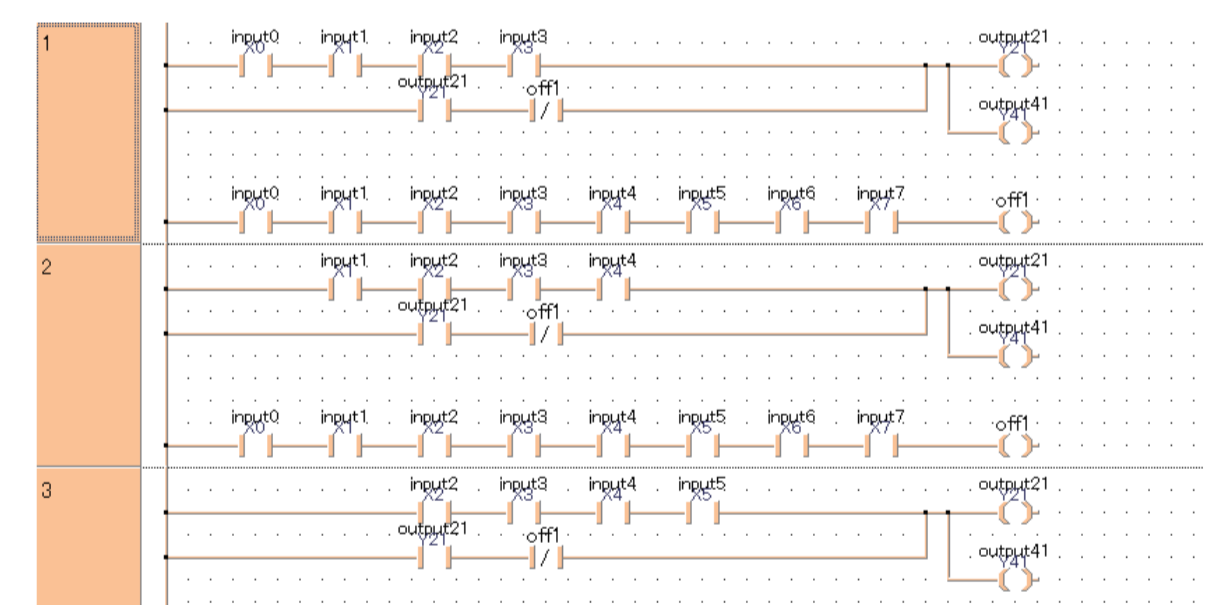 1
input0 input1 input2 input3 output21
X0 X1 X2 X3 Y21
output21 off1 output41
Y21 Y41
input0 input1 input2 input3 input4 input5 input6 input7 off1
X0 X1 X2 X3 X4 X5 X6 X7
2
input1 input2 input3 input4 output21
X1 X2 X3 X4 Y21
output21 off1 output41
Y21 Y41
input0 input1 input2 input3 input4 input5 input6 input7 off1
X0 X1 X2 X3 X4 X5 X6 X7
3
input2 input3 input4 input5 output21
X2 X3 X4 X5 Y21
output21 off1 output41
Y21 Y41